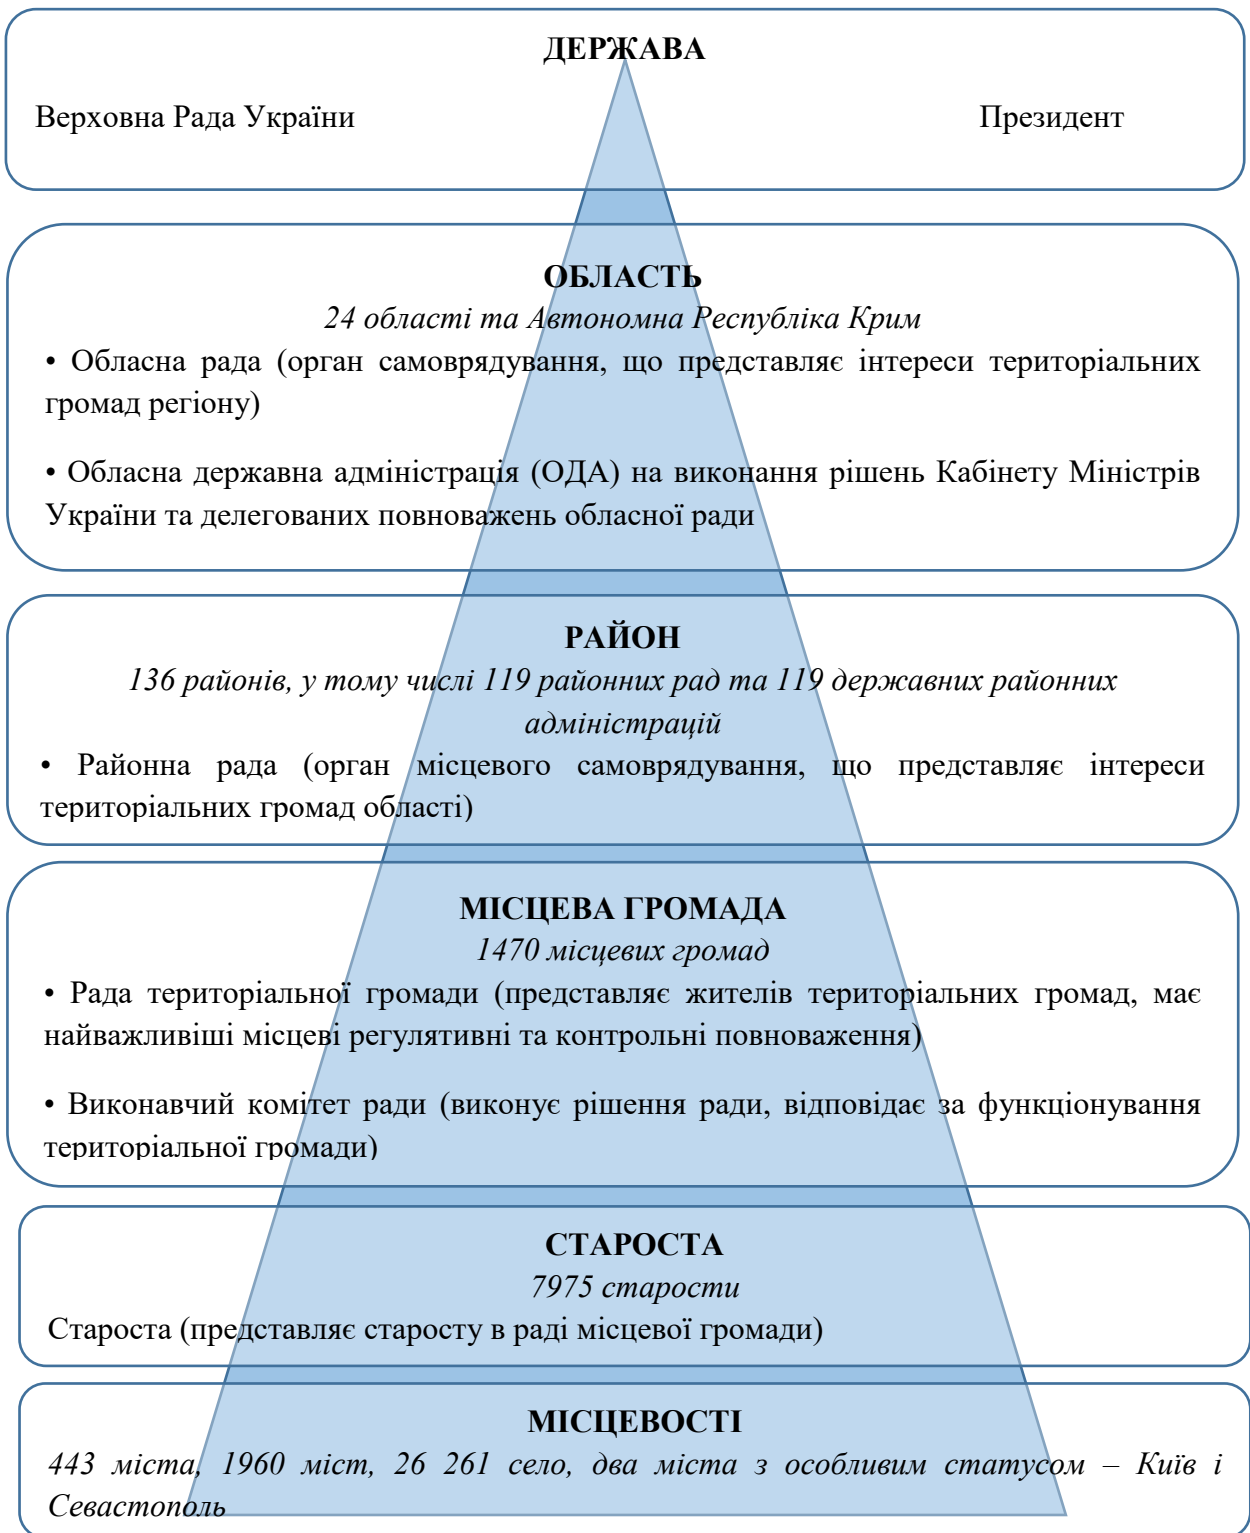 ДЕРЖАВА
Верховна Рада України Президент
ОБЛАСТЬ
24 області та Автономна Республіка Крим
• Обласна рада (орган самоврядування, що представляє інтереси територіальних
громад регіону)
• Обласна державна адміністрація (ОДА) на виконання рішень Кабінету Міністрів
України та делегованих повноважень обласної ради
РАЙОН
136 районів, у тому числі 119 районних рад та 119 державних районних
адміністрацій
• Районна рада (орган місцевого самоврядування, що представляє інтереси
територіальних громад області)
МІСЦЕВА ГРОМАДА
1470 місцевих громад
• Рада територіальної громади (представляє жителів територіальних громад, має
найважливіші місцеві регулятивні та контрольні повноваження)
• Виконавчий комітет ради (виконує рішення ради, відповідає за функціонування
територіальної громади)
СТАРОСТА
7975 старости
Староста (представляє старосту в раді місцевої громади)
МІСЦЕВОСТІ
443 міста, 1960 міст, 26 261 село, два міста з особливим статусом – Київ і
Севастополь